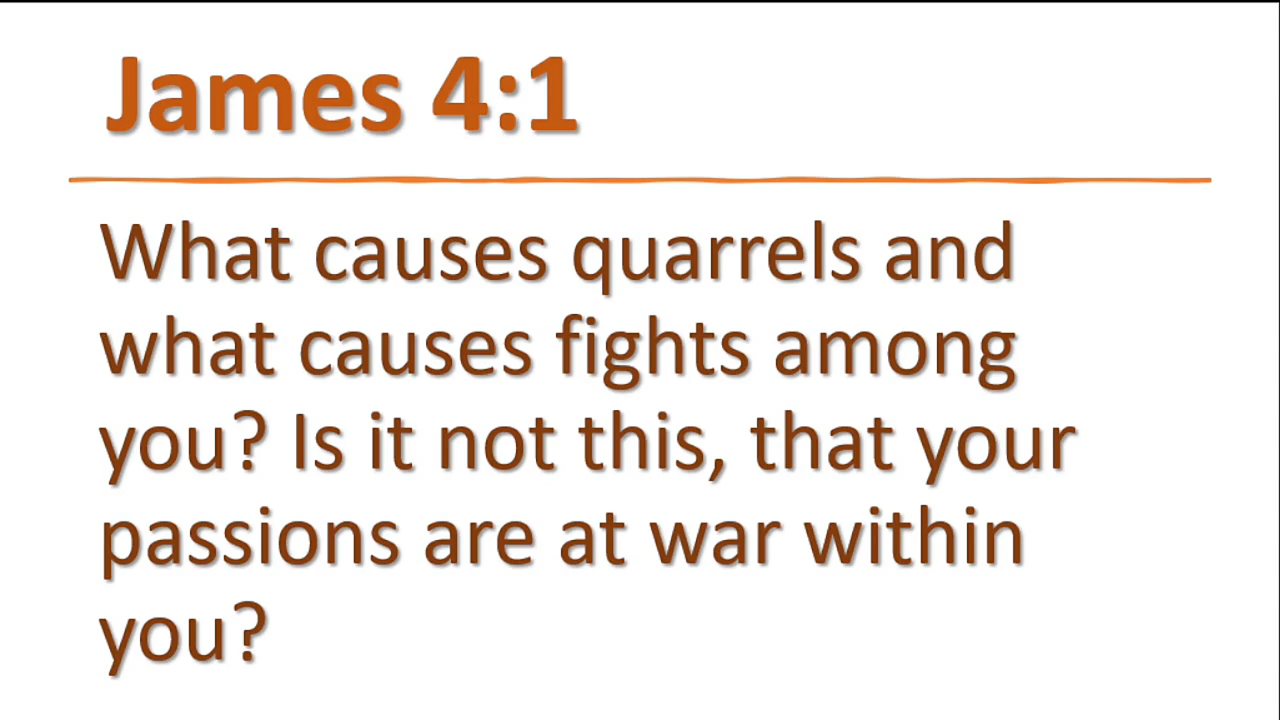 James 4:1
What causes quarrels and
what causes fights among
you? Is it not this, that your
passions are at war within
you?